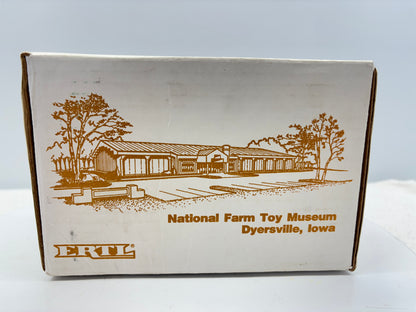 National Farm Toy Museum
Dyersville, Iowa
ERTL®